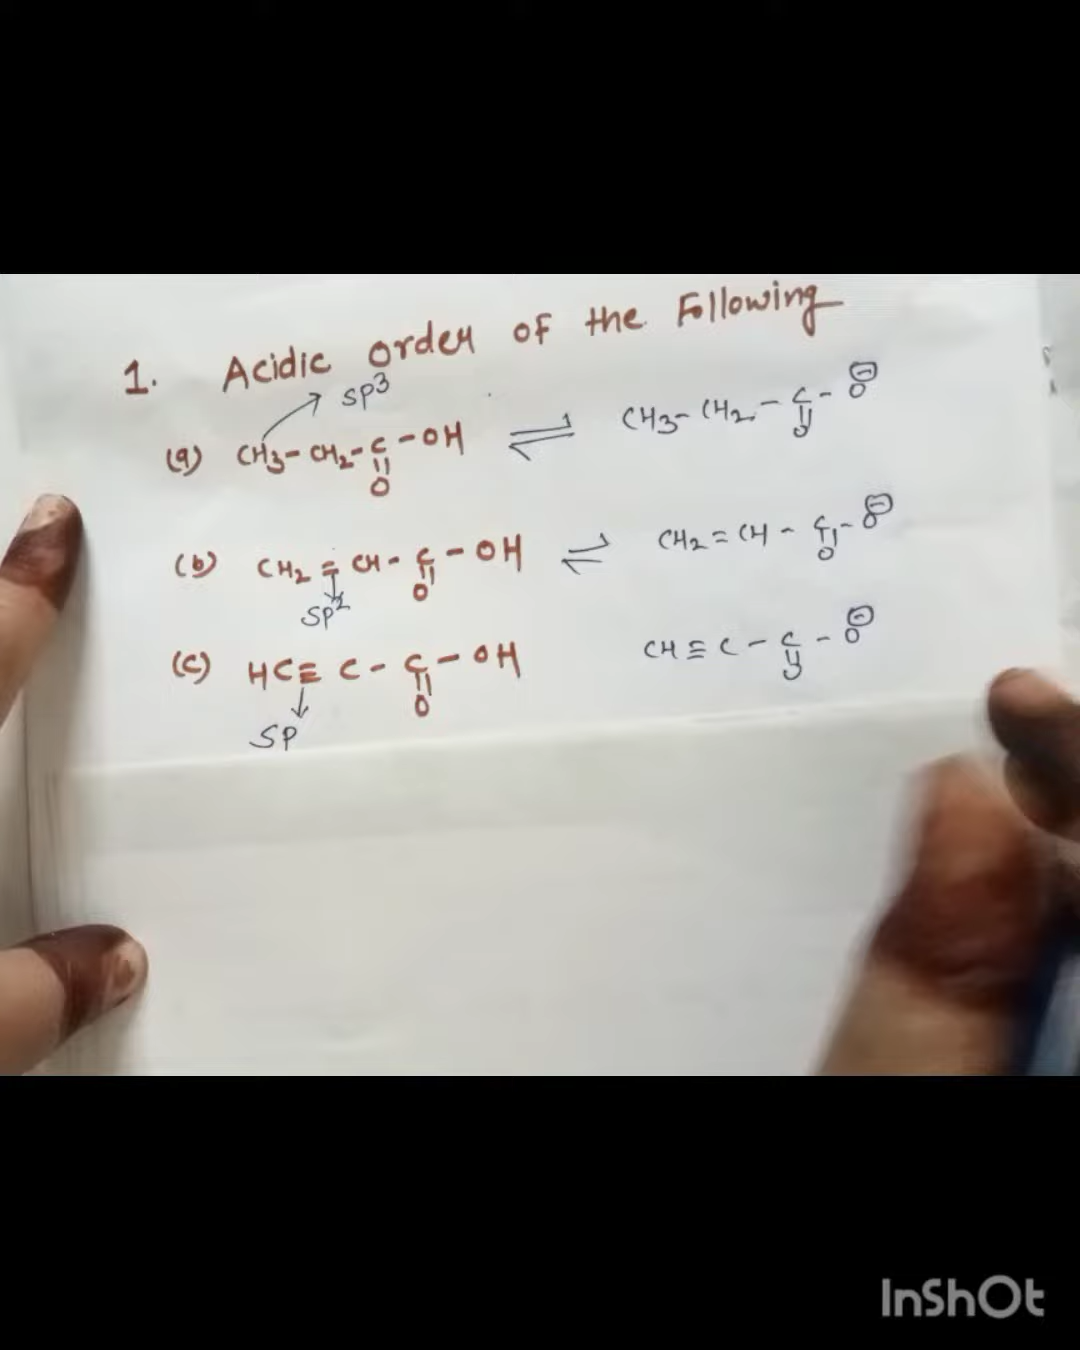 1. Acidic order of the Following
SP3
(a) CH3-CH2-C-OH ⇌ CH3-CH2-C-O⊖
O O
(b) CH2=CH-C-OH ⇌ CH2=CH-C-O⊖
O O
SP2
(c) HC≡C-C-OH CH≡C-C-O⊖
O O
SP
InShOt